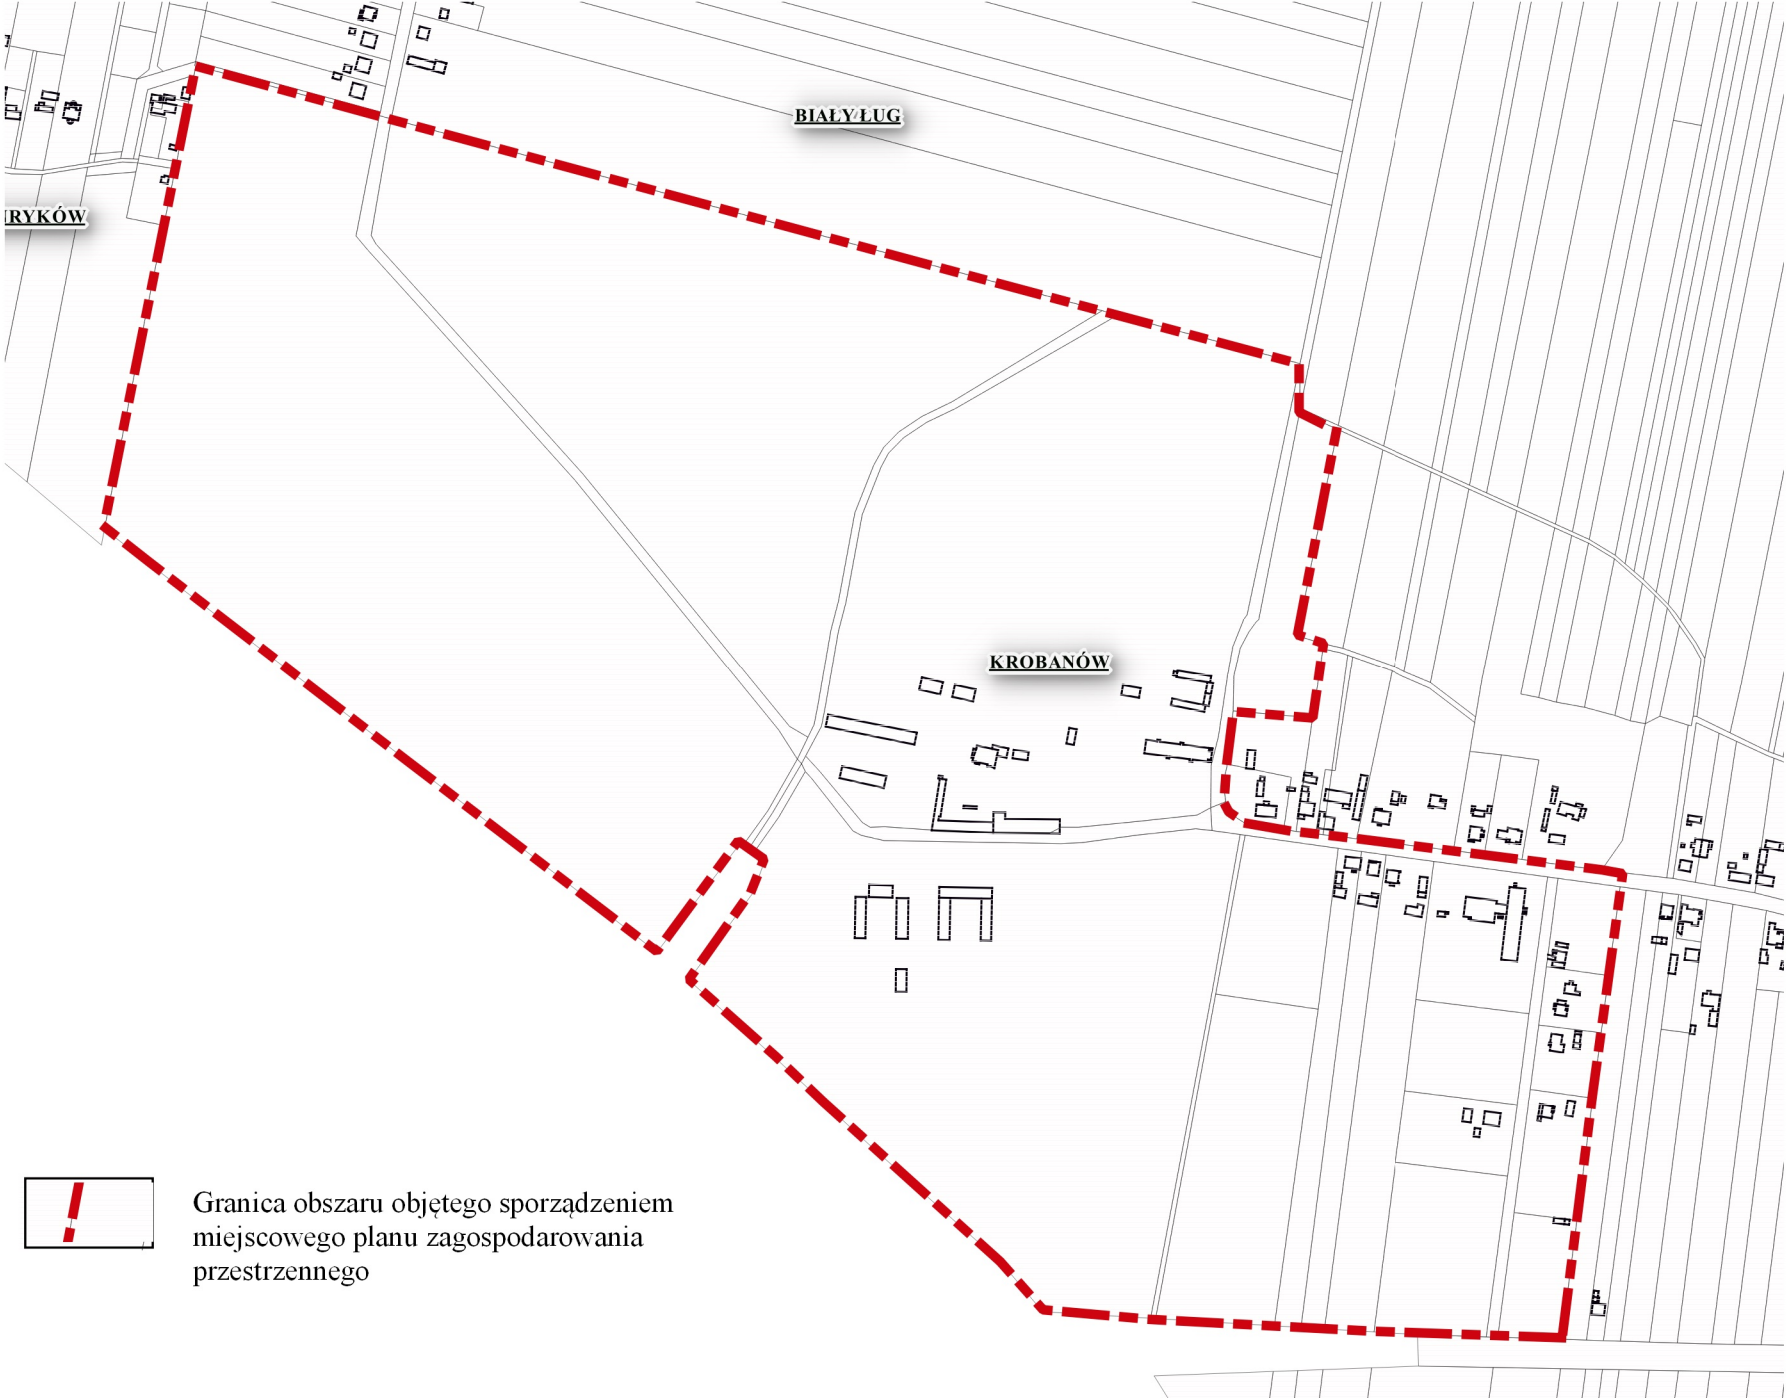 BIAŁY ŁUG
RYKÓW
KROBANÓW
Granica obszaru objętego sporządzeniem
miejscowego planu zagospodarowania
przestrzennego